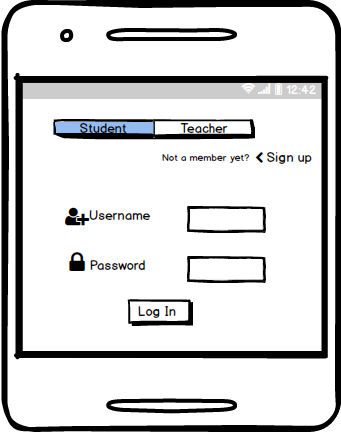 12:42
Student Teacher
Not a member yet? Sign up
Username
Password
Log In